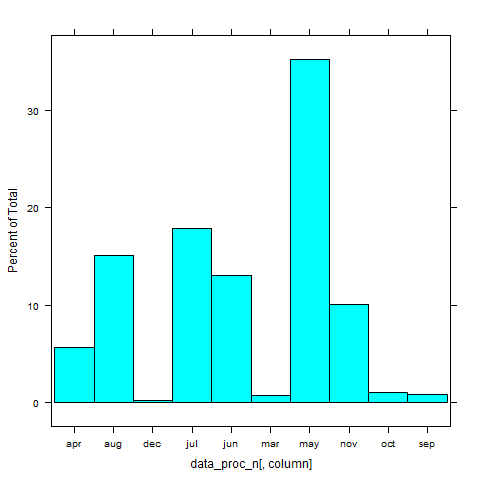 Percent of Total
30
20
10
0
apr aug dec jul jun mar may nov oct sep
data_proc_n[, column]